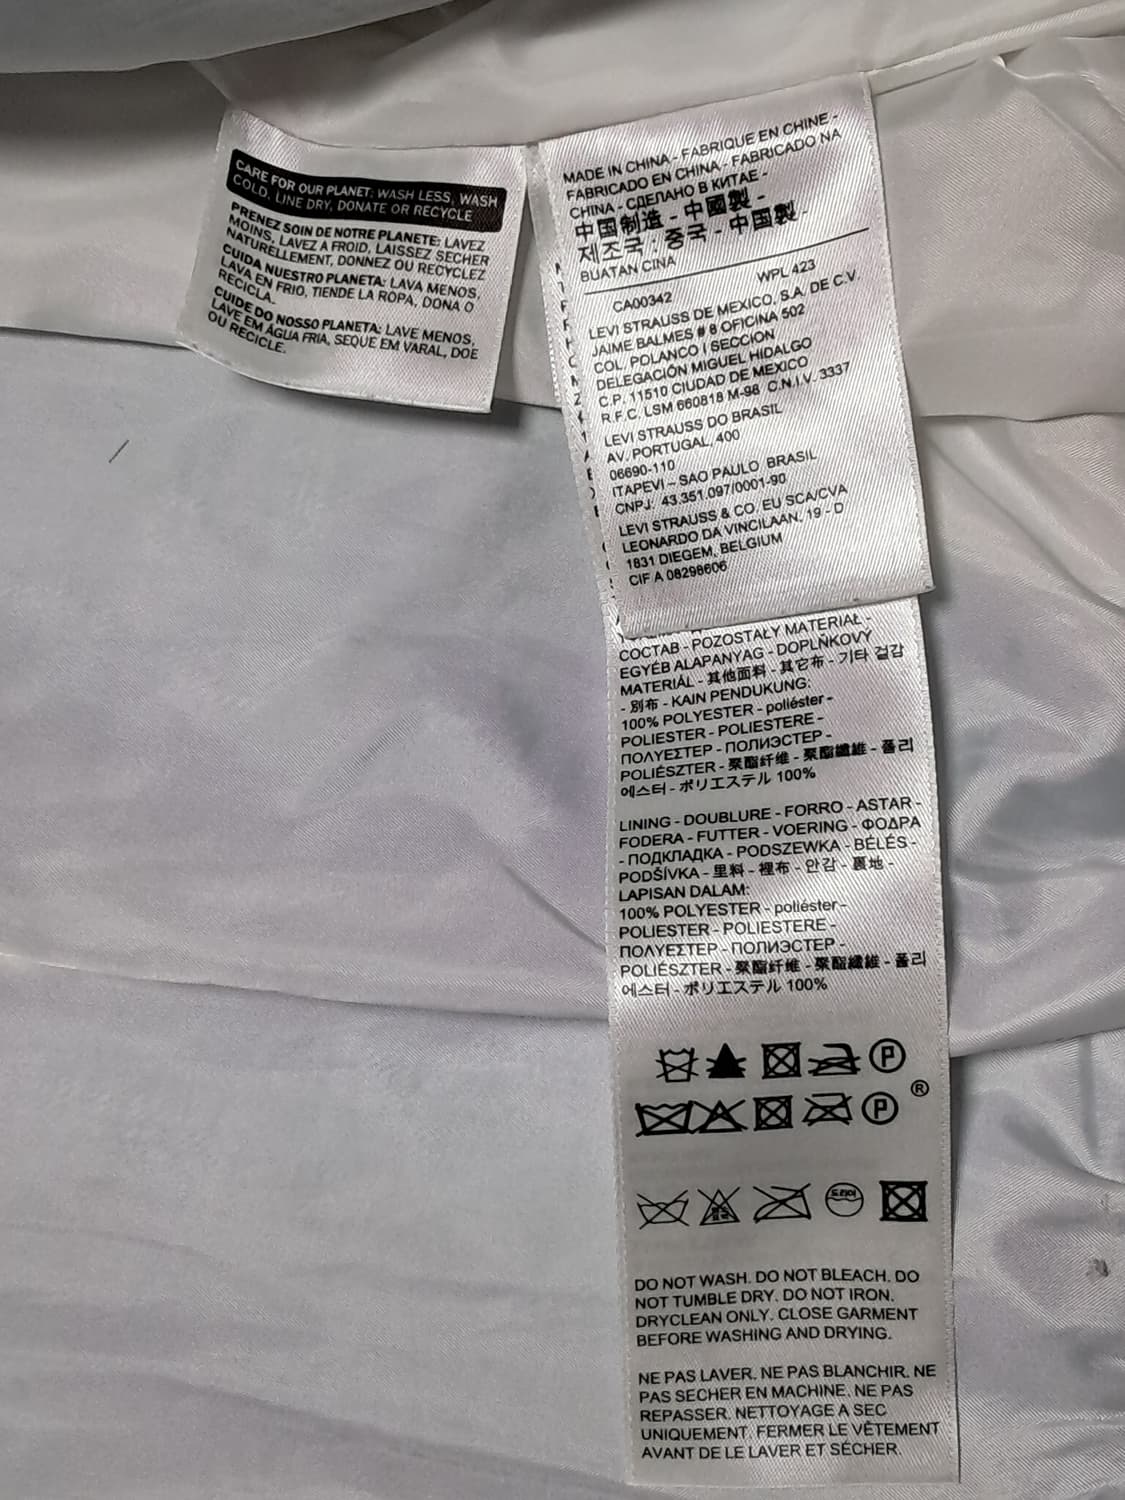 CARE FOR OUR PLANET: WASH LESS, WASH
COLD, LINE DRY, DONATE OR RECYCLE
PRENEZ SOIN DE NOTRE PLANETE: LAVEZ
MOINS, LAVEZ A FROID, LAISSEZ SECHER
NATURELLEMENT, DONNEZ OU RECYCLEZ
CUIDA NUESTRO PLANETA: LAVA MENOS,
LAVA EN FRIO, TIENDE LA ROPA, DONA O
RECICLA.
CUIDE DO NOSSO PLANETA: LAVE MENOS,
LAVE EM ÁGUA FRIA, SEQUE EM VARAL, DOE
OU RECICLE.
MADE IN CHINA - FABRIQUE EN CHINE -
FABRICADO EN CHINA - FABRICADO NA
CHINA - СДЕЛАНО В КИТАЕ -
中国制造 - 中國製 -
제조국 : 중국 - 中国製 -
BUATAN CINA
CA00342 WPL 423
LEVI STRAUSS DE MEXICO, S.A. DE C.V.
JAIME BALMES # 8 OFICINA 502
COL. POLANCO I SECCION
DELEGACIÓN MIGUEL HIDALGO
C.P. 11510 CIUDAD DE MEXICO
R.F.C. LSM 660818 M-98 C.N.I.V. 3337
LEVI STRAUSS DO BRASIL
AV. PORTUGAL, 400
06690-110
ITAPEVI – SAO PAULO BRASIL
CNPJ: 43.351.097/0001-90
LEVI STRAUSS & CO. EU SCA/CVA
LEONARDO DA VINCILAAN, 19 - D
1831 DIEGEM, BELGIUM
CIF A 08298606
СОСТАВ - POZOSTAŁY MATERIAŁ -
EGYÉB ALAPANYAG - DOPLŇKOVÝ
MATERIÁL - 其他面料 - 其它布 - 기타 겉감
- 別布 - KAIN PENDUKUNG:
100% POLYESTER - poliéster -
POLIESTER - POLIESTERE -
ΠΟΛΥΕΣΤΕΡ - ПОЛИЭСТЕР -
POLIÉSZTER - 聚酯纤维 - 聚酯纖維 - 폴리
에스터 - ポリエステル 100%
LINING - DOUBLURE - FORRO - ASTAR -
FODERA - FUTTER - VOERING - ΦΟΔΡΑ
- ПОДКЛАДКА - PODSZEWKA - BÉLÉS -
PODŠÍVKA - 里料 - 裡布 - 안감 - 裏地 -
LAPISAN DALAM:
100% POLYESTER - poliéster -
POLIESTER - POLIESTERE -
ΠΟΛΥΕΣΤΕΡ - ПОЛИЭСТЕР -
POLIÉSZTER - 聚酯纤维 - 聚酯纖維 - 폴리
에스터 - ポリエステル 100%
P
P ®
드라이
DO NOT WASH. DO NOT BLEACH. DO
NOT TUMBLE DRY. DO NOT IRON.
DRYCLEAN ONLY. CLOSE GARMENT
BEFORE WASHING AND DRYING.
NE PAS LAVER. NE PAS BLANCHIR. NE
PAS SECHER EN MACHINE. NE PAS
REPASSER. NETTOYAGE A SEC
UNIQUEMENT. FERMER LE VÊTEMENT
AVANT DE LE LAVER ET SÉCHER.